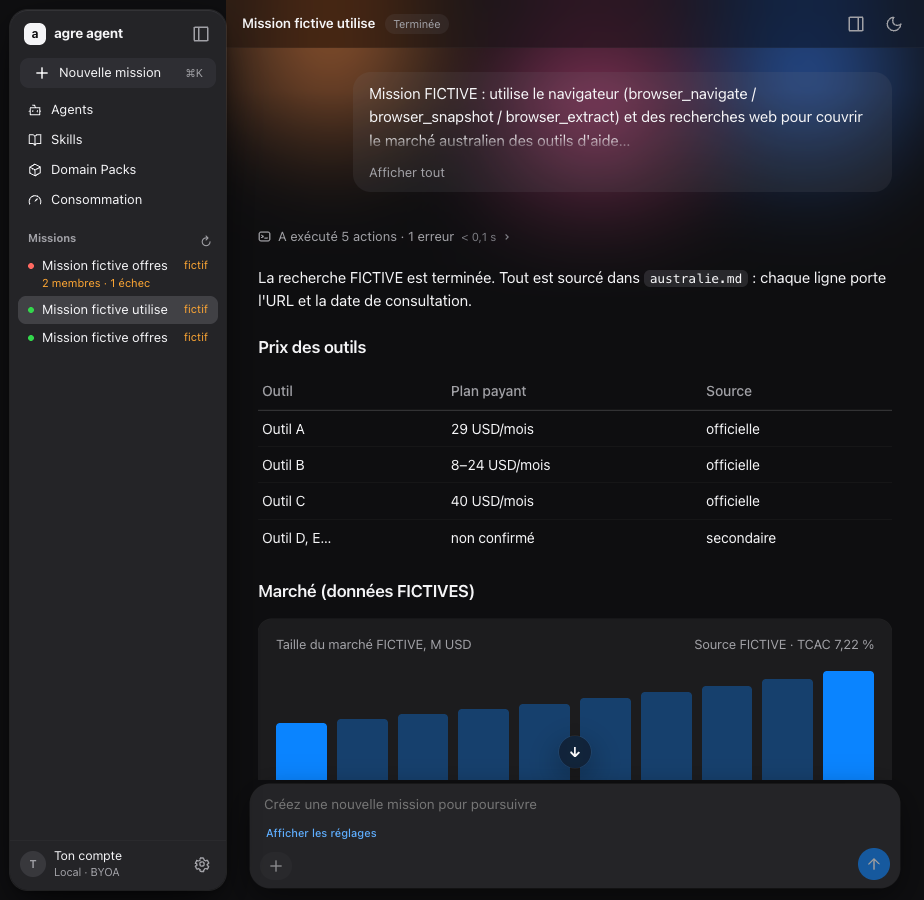 a agre agent
Nouvelle mission ⌘K
Agents
Skills
Domain Packs
Consommation
Missions
Mission fictive offres fictif
2 membres · 1 échec
Mission fictive utilise fictif
Mission fictive offres fictif
T Ton compte
Local · BYOA
Mission fictive utilise Terminée
Mission FICTIVE : utilise le navigateur (browser_navigate /
browser_snapshot / browser_extract) et des recherches web pour couvrir
le marché australien des outils d'aide...
Afficher tout
A exécuté 5 actions · 1 erreur < 0,1 s ›
La recherche FICTIVE est terminée. Tout est sourcé dans australie.md : chaque ligne porte
l'URL et la date de consultation.
Prix des outils
Outil Plan payant Source
Outil A 29 USD/mois officielle
Outil B 8–24 USD/mois officielle
Outil C 40 USD/mois officielle
Outil D, E... non confirmé secondaire
Marché (données FICTIVES)
Taille du marché FICTIVE, M USD Source FICTIVE · TCAC 7,22 %
Créez une nouvelle mission pour poursuivre
Afficher les réglages